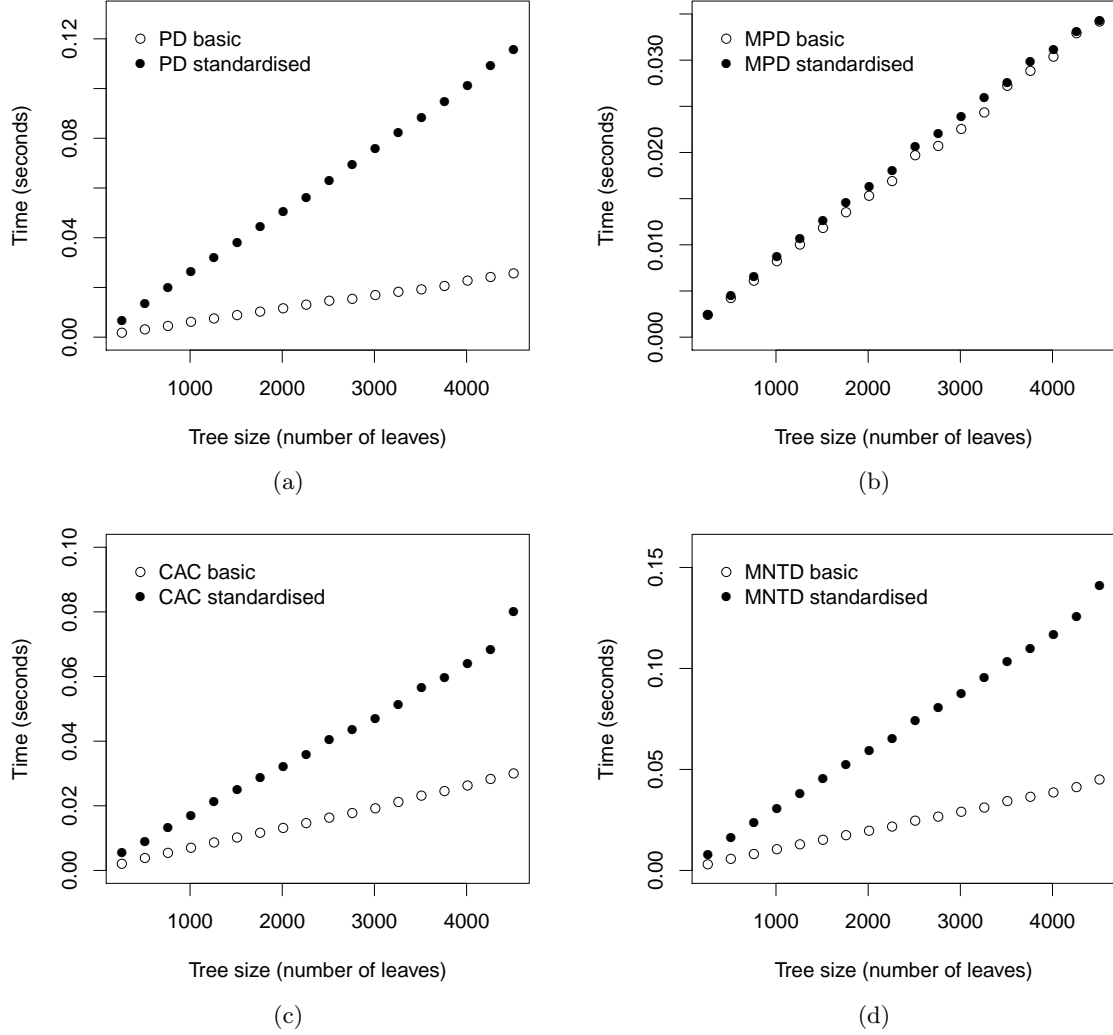 PD basic
PD standardised
Time (seconds)
0.00
0.04
0.08
0.12
1000 2000 3000 4000
Tree size (number of leaves)
(a)
MPD basic
MPD standardised
Time (seconds)
0.000
0.010
0.020
0.030
1000 2000 3000 4000
Tree size (number of leaves)
(b)
CAC basic
CAC standardised
Time (seconds)
0.00
0.02
0.04
0.06
0.08
0.10
1000 2000 3000 4000
Tree size (number of leaves)
(c)
MNTD basic
MNTD standardised
Time (seconds)
0.00
0.05
0.10
0.15
1000 2000 3000 4000
Tree size (number of leaves)
(d)